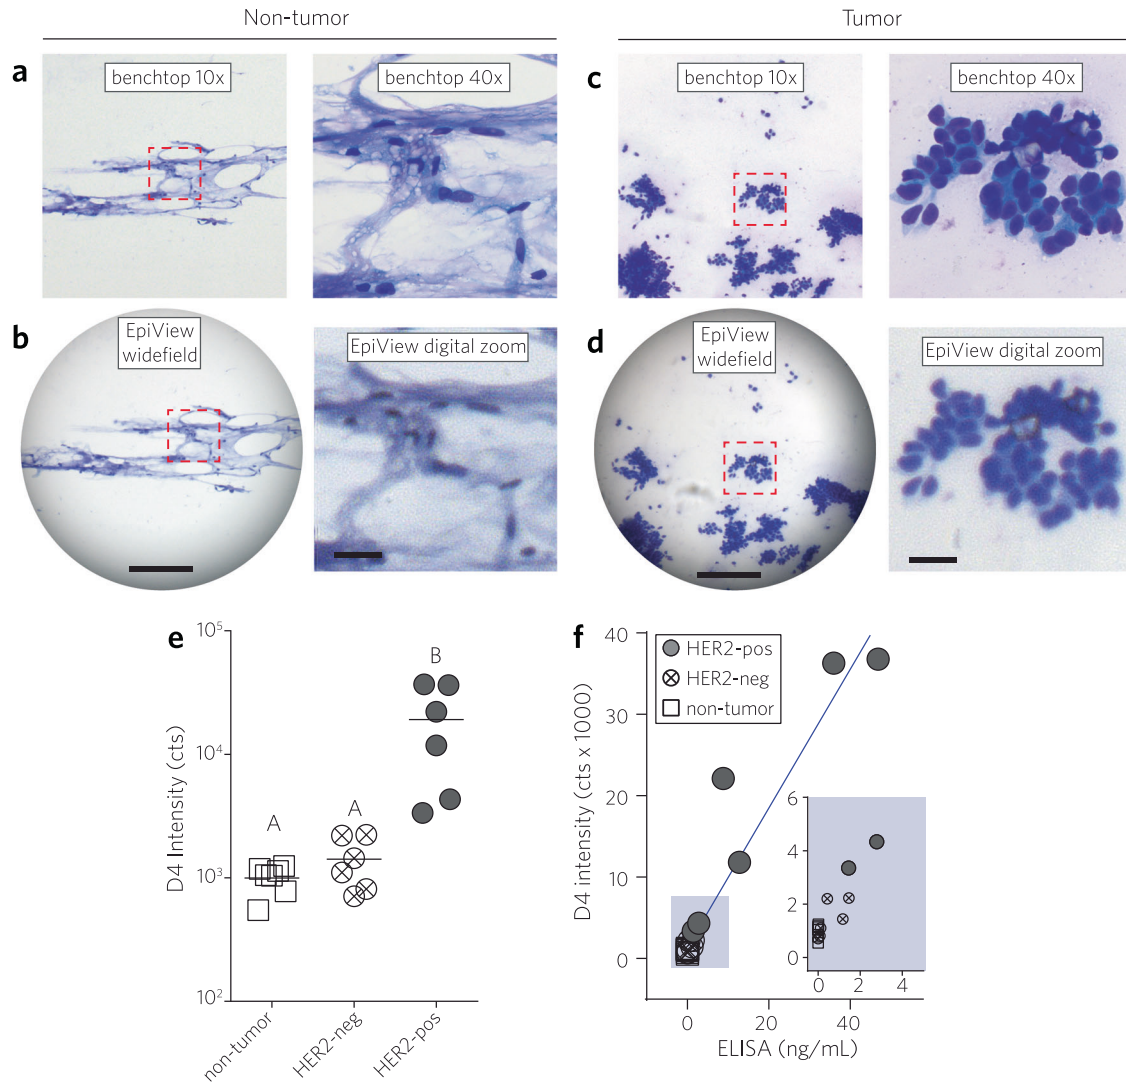 Non-tumor
Tumor
a
benchtop 10x
benchtop 40x
c
benchtop 10x
benchtop 40x
b
EpiView
widefield
EpiView digital zoom
d
EpiView
widefield
EpiView digital zoom
e
D4 Intensity (cts)
10⁵
10⁴
10³
10²
A
A
B
non-tumor
HER2-neg
HER2-pos
f
D4 intensity (cts x 1000)
40
30
20
10
0
HER2-pos
HER2-neg
non-tumor
6
4
2
0
0 2 4
0 20 40
ELISA (ng/mL)